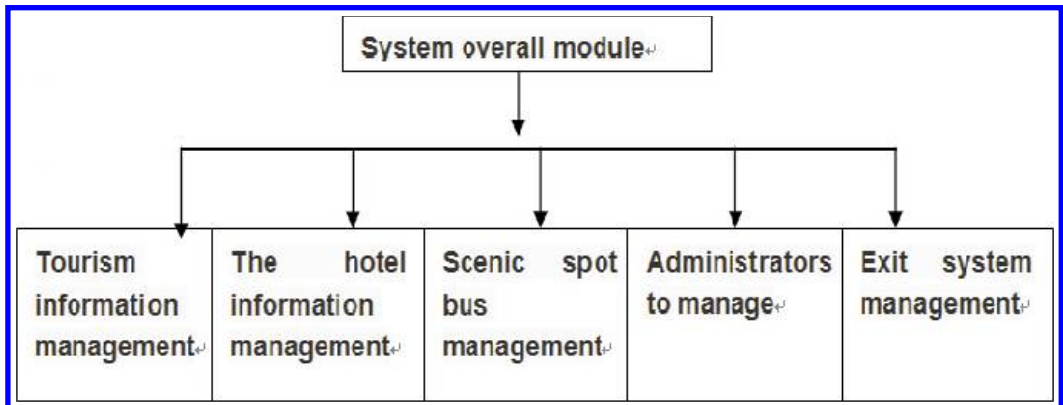 System overall module
Tourism
information
management
The hotel
information
management
Scenic spot
bus
management
Administrators
to manage
Exit system
management